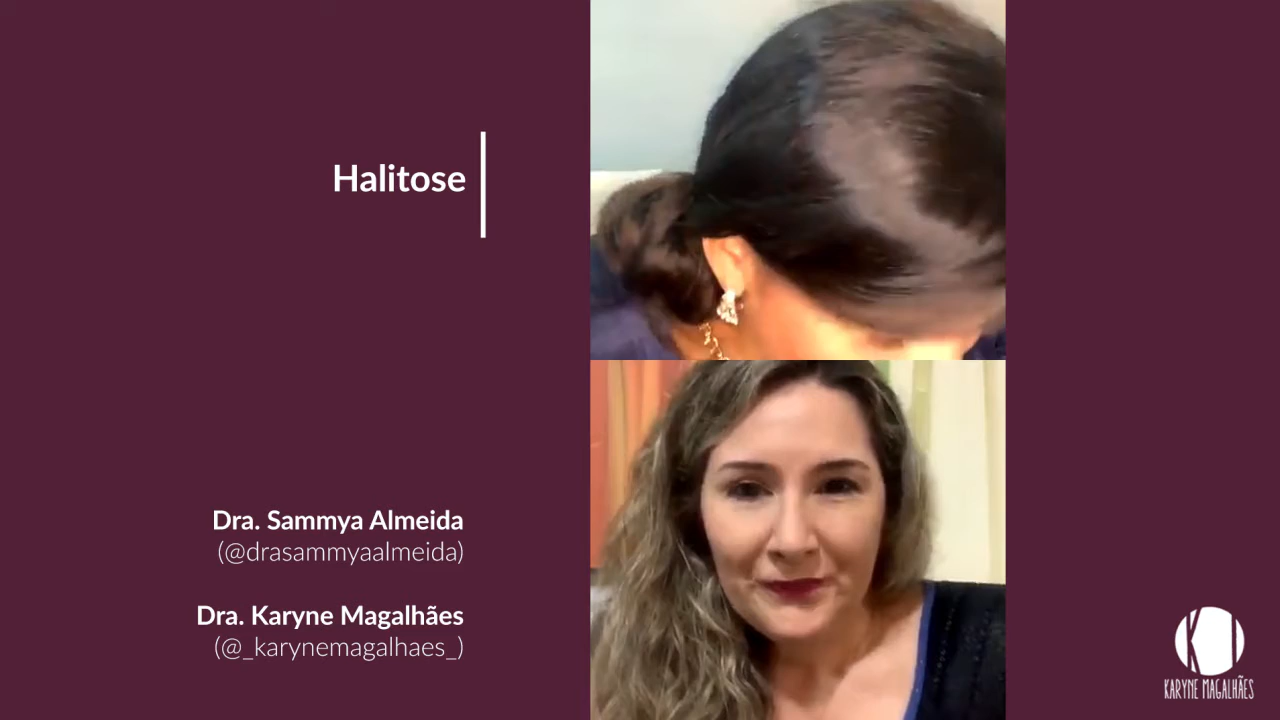 Halitose
Dra. Sammya Almeida
(@drasammyaalmeida)
Dra. Karyne Magalhães
(@_karynemagalhaes_)
KARYNE MAGALHÃES